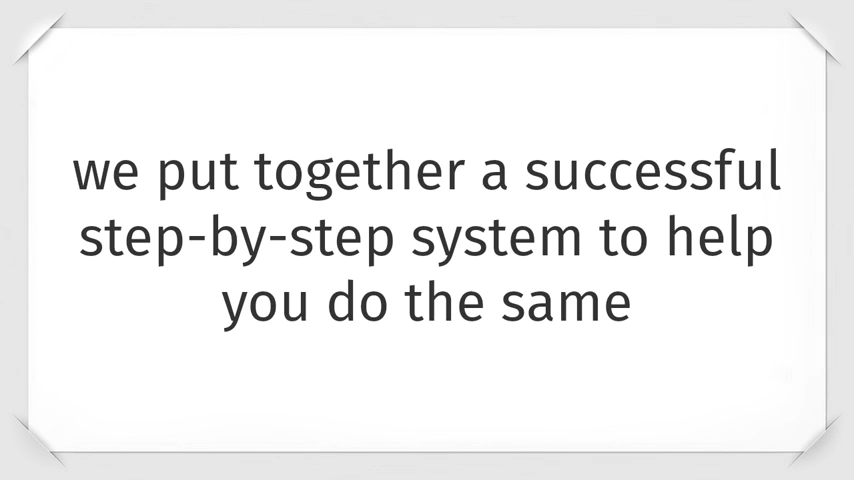 we put together a successful
step-by-step system to help
you do the same